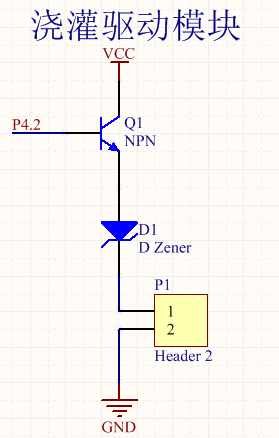 浇灌驱动模块
VCC
Q1
P4.2
NPN
D1
D Zener
P1
1
2
Header 2
GND